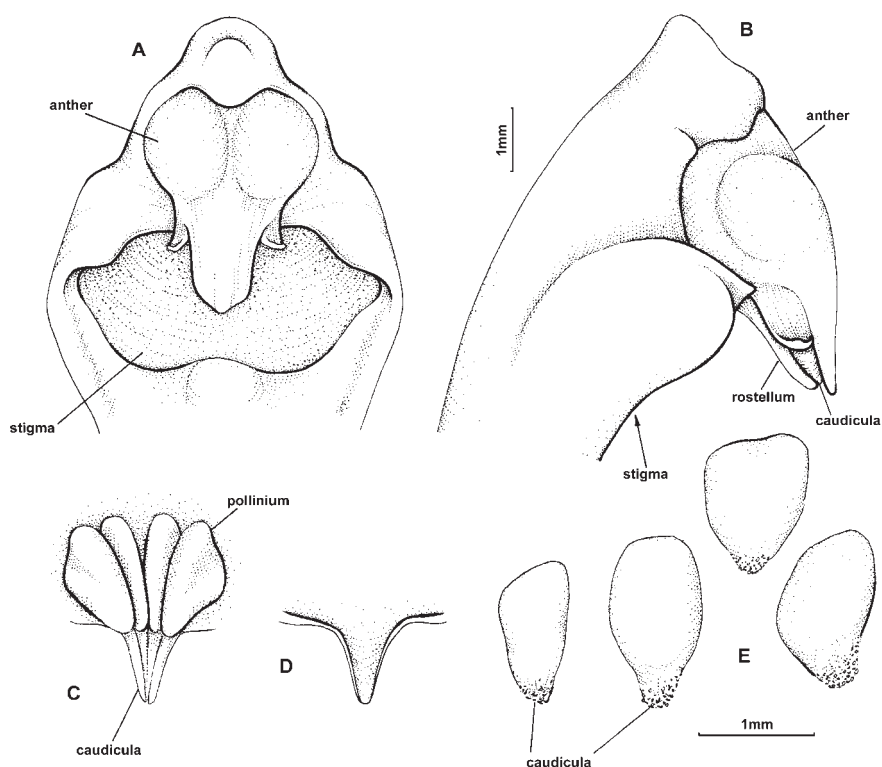 A
anther
stigma
B
1mm
anther
rostellum
caudicula
stigma
pollinium
C
caudicula
D
E
caudicula
1mm